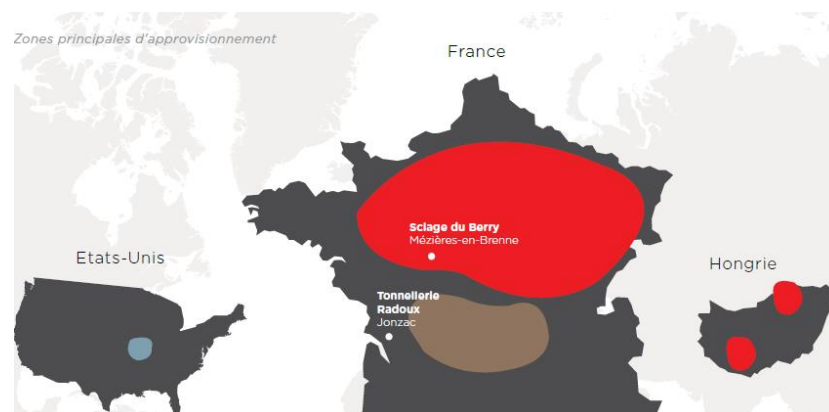 Zones principales d'approvisionnement
France
Sciage du Berry
Mézières-en-Brenne
Etats-Unis
Hongrie
Tonnellerie
Radoux
Jonzac